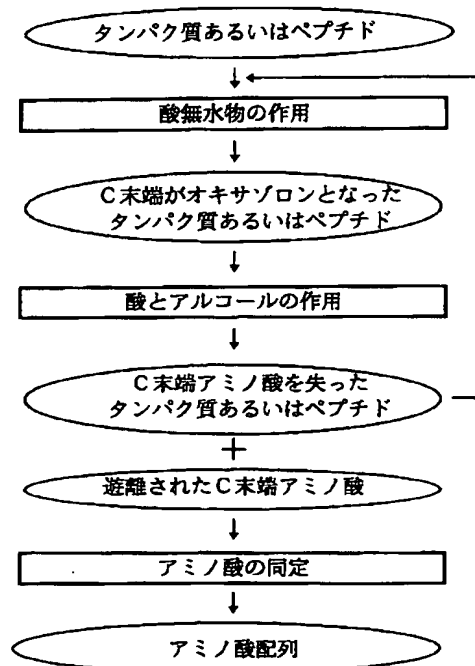 タンパク質あるいはペプチド
酸無水物の作用
C末端がオキサゾロンとなった
タンパク質あるいはペプチド
酸とアルコールの作用
C末端アミノ酸を失った
タンパク質あるいはペプチド
+
遊離されたC末端アミノ酸
アミノ酸の同定
アミノ酸配列